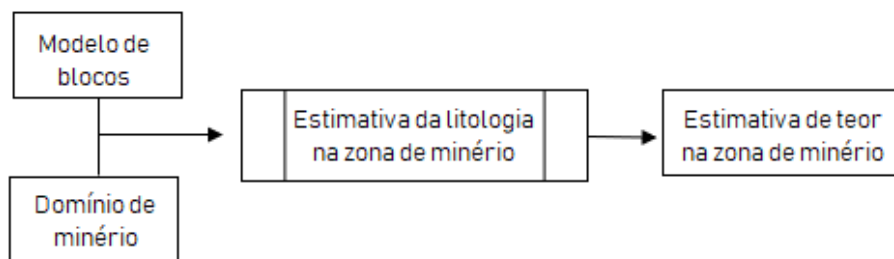 Modelo de
blocos
Domínio de
minério
Estimativa da litologia
na zona de minério
Estimativa de teor
na zona de minério